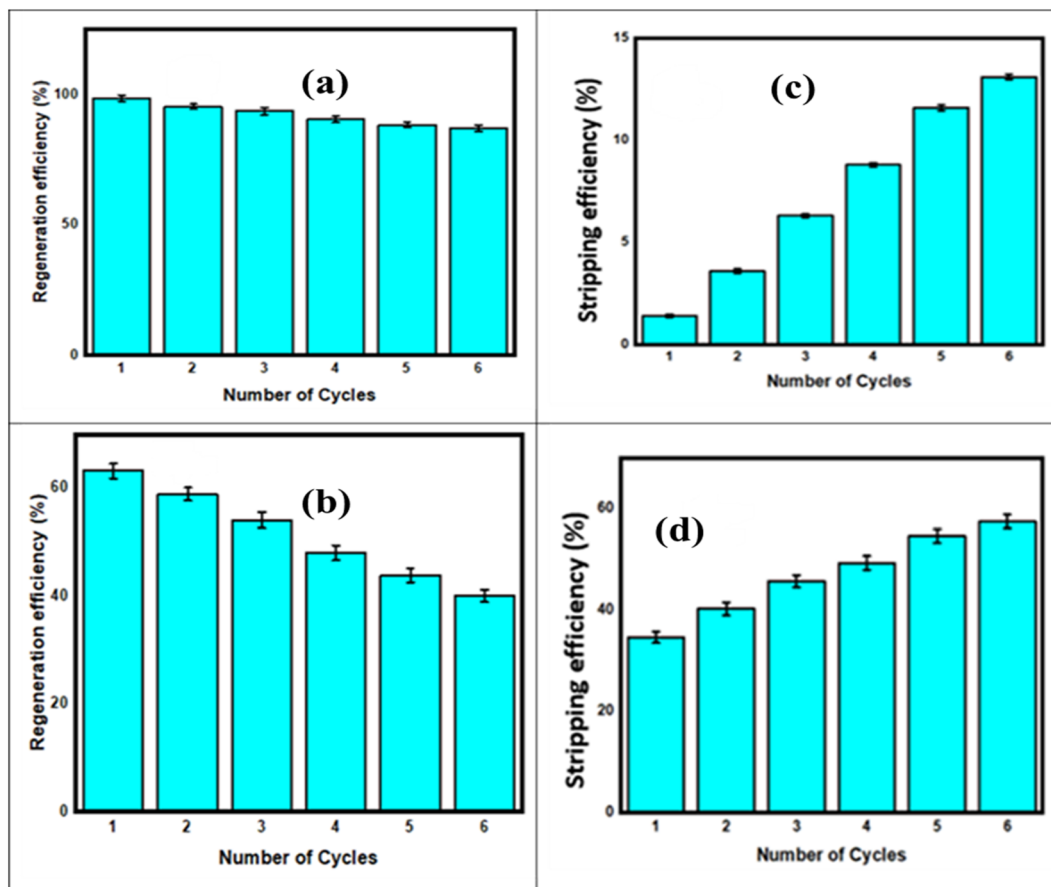 (a)
Regeneration efficiency (%)
100
50
0
1 2 3 4 5 6
Number of Cycles
(c)
Stripping efficiency (%)
15
10
5
0
1 2 3 4 5 6
Number of Cycles
(b)
Regeneration efficiency (%)
60
40
20
0
1 2 3 4 5 6
Number of Cycles
(d)
Stripping efficiency (%)
60
40
20
0
1 2 3 4 5 6
Number of Cycles